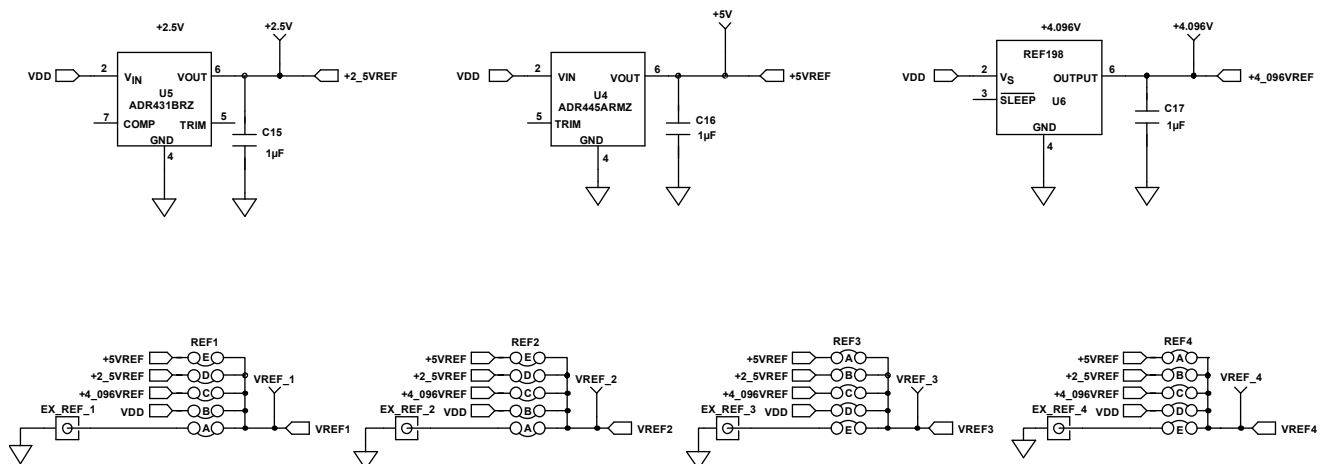 +2.5V
+2.5V
VDD
2
VIN
VOUT
6
+2_5VREF
U5
ADR431BRZ
7
COMP
TRIM
5
GND
4
C15
1µF
+5V
VDD
2
VIN
VOUT
6
+5VREF
U4
ADR445ARMZ
5
TRIM
GND
4
C16
1µF
+4.096V
+4.096V
REF198
VDD
2
VS
OUTPUT
6
+4_096VREF
3
SLEEP
U6
GND
4
C17
1µF
REF1
+5VREF
E
+2_5VREF
D
VREF_1
+4_096VREF
C
EX_REF_1
VDD
B
A
VREF1
REF2
+5VREF
E
+2_5VREF
D
VREF_2
+4_096VREF
C
EX_REF_2
VDD
B
A
VREF2
REF3
+5VREF
A
+2_5VREF
B
VREF_3
+4_096VREF
C
EX_REF_3
VDD
D
E
VREF3
REF4
+5VREF
A
+2_5VREF
B
VREF_4
+4_096VREF
C
EX_REF_4
VDD
D
E
VREF4